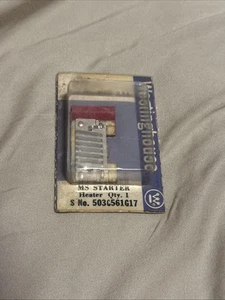 Westinghouse
MS STARTER
Heater Qty. 1
S No. 503C561G17